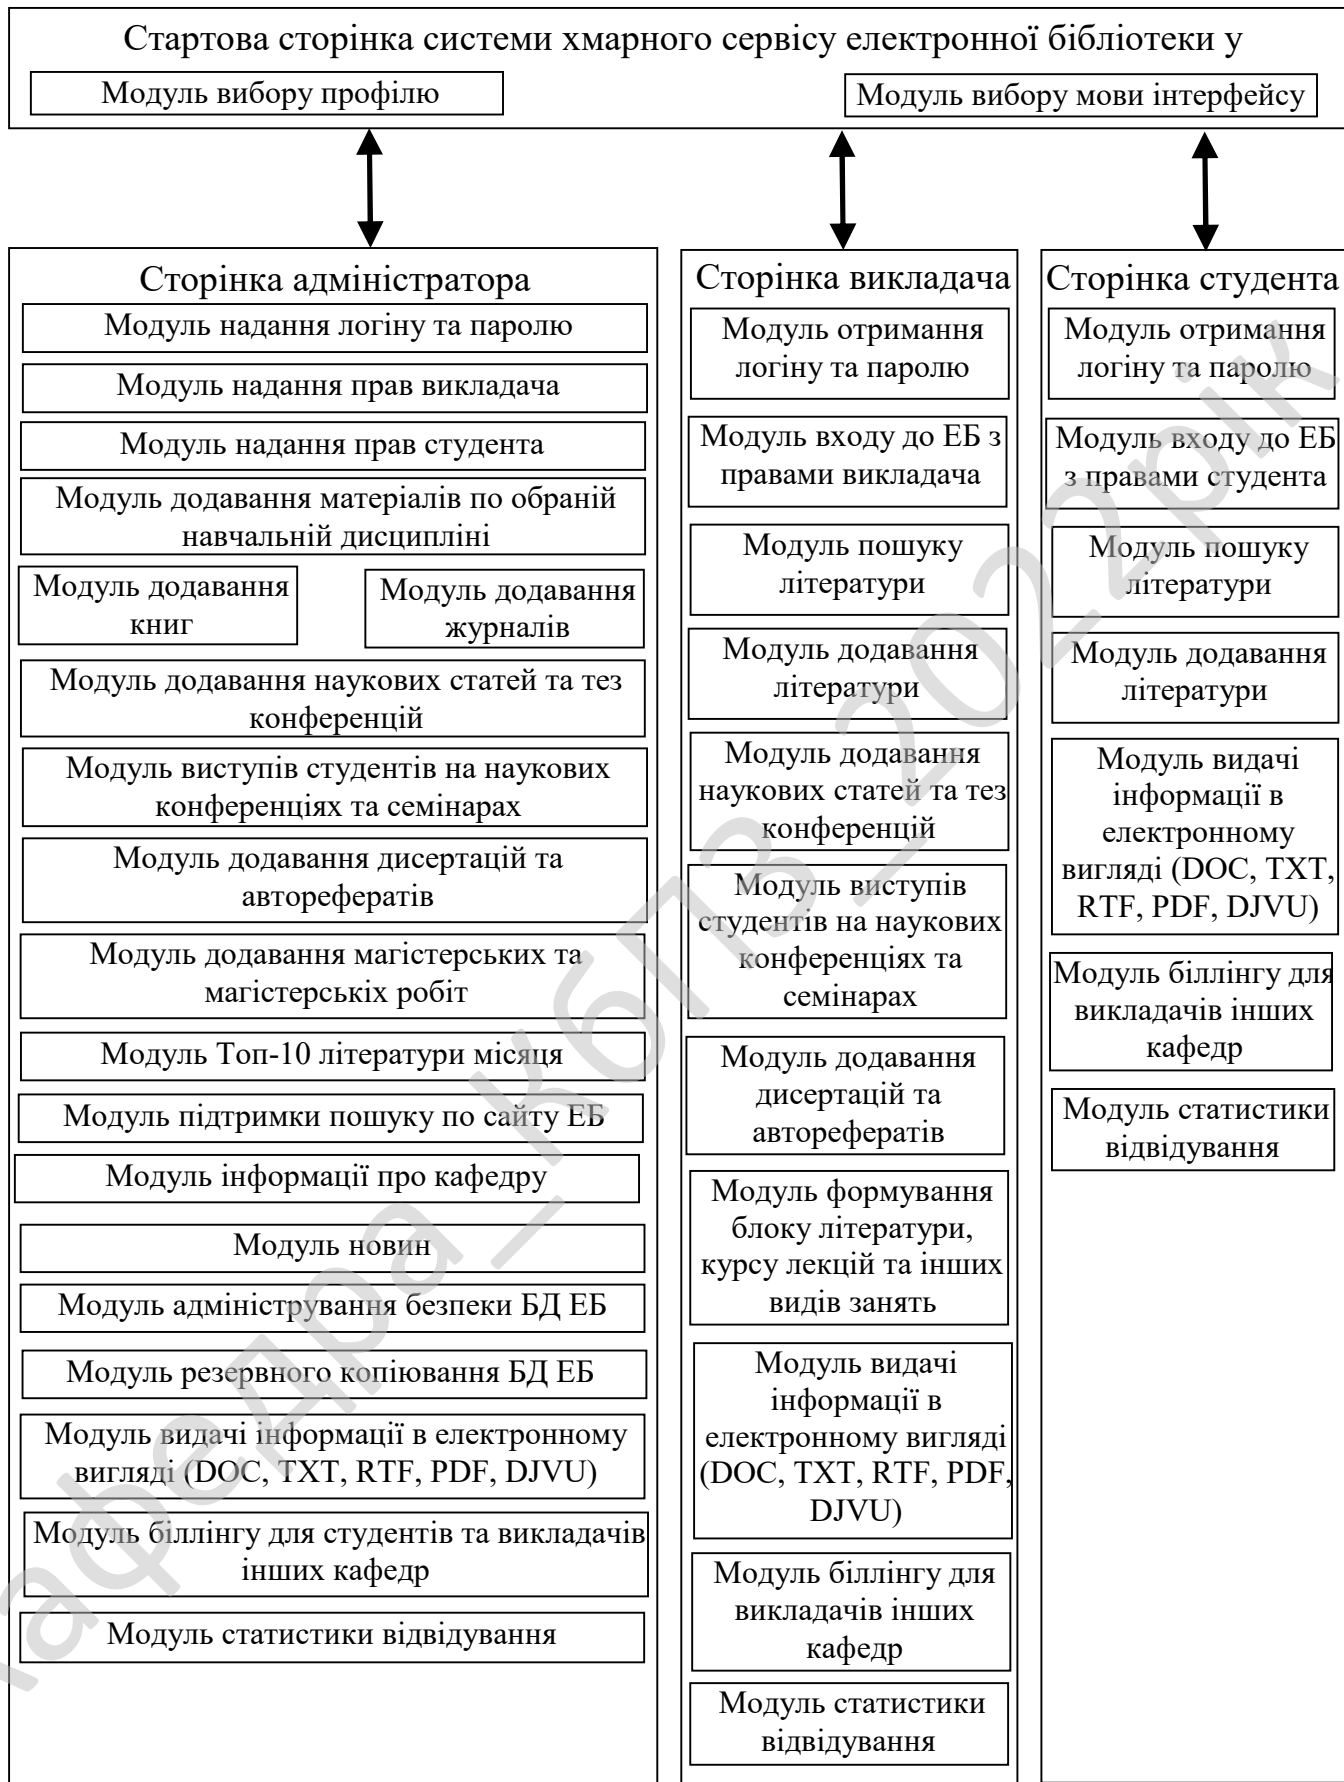 Стартова сторінка системи хмарного сервісу електронної бібліотеки у
Модуль вибору профілю
Модуль вибору мови інтерфейсу
Сторінка адміністратора
Модуль надання логіну та паролю
Модуль надання прав викладача
Модуль надання прав студента
Модуль додавання матеріалів по обраній
навчальній дисципліні
Модуль додавання
книг
Модуль додавання
журналів
Модуль додавання наукових статей та тез
конференцій
Модуль виступів студентів на наукових
конференціях та семінарах
Модуль додавання дисертацій та
авторефератів
Модуль додавання магістерських та
магістерськіх робіт
Модуль Топ-10 літератури місяця
Модуль підтримки пошуку по сайту ЕБ
Модуль інформації про кафедру
Модуль новин
Модуль адміністрування безпеки БД ЕБ
Модуль резервного копіювання БД ЕБ
Модуль видачі інформації в електронному
вигляді (DOC, TXT, RTF, PDF, DJVU)
Модуль біллінгу для студентів та викладачів
інших кафедр
Модуль статистики відвідування
Сторінка викладача
Модуль отримання
логіну та паролю
Модуль входу до ЕБ з
правами викладача
Модуль пошуку
літератури
Модуль додавання
літератури
Модуль додавання
наукових статей та тез
конференцій
Модуль виступів
студентів на наукових
конференціях та
семінарах
Модуль додавання
дисертацій та
авторефератів
Модуль формування
блоку літератури,
курсу лекцій та інших
видів занять
Модуль видачі
інформації в
електронному вигляді
(DOC, TXT, RTF, PDF,
DJVU)
Модуль біллінгу для
викладачів інших
кафедр
Модуль статистики
відвідування
Сторінка студента
Модуль отримання
логіну та паролю
Модуль входу до ЕБ
з правами студента
Модуль пошуку
літератури
Модуль додавання
літератури
Модуль видачі
інформації в
електронному
вигляді (DOC, TXT,
RTF, PDF, DJVU)
Модуль біллінгу для
викладачів інших
кафедр
Модуль статистики
відвідування
кафедра_КбПЗ_2022рік